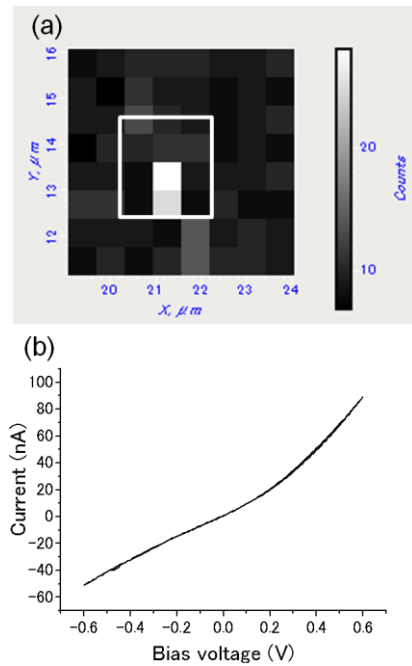 (a)
16
15
14
13
12
Y, μm
20 21 22 23 24
X, μm
20
10
Counts
(b)
100
80
60
40
20
0
-20
-40
-60
Current (nA)
-0.6 -0.4 -0.2 0.0 0.2 0.4 0.6
Bias voltage (V)